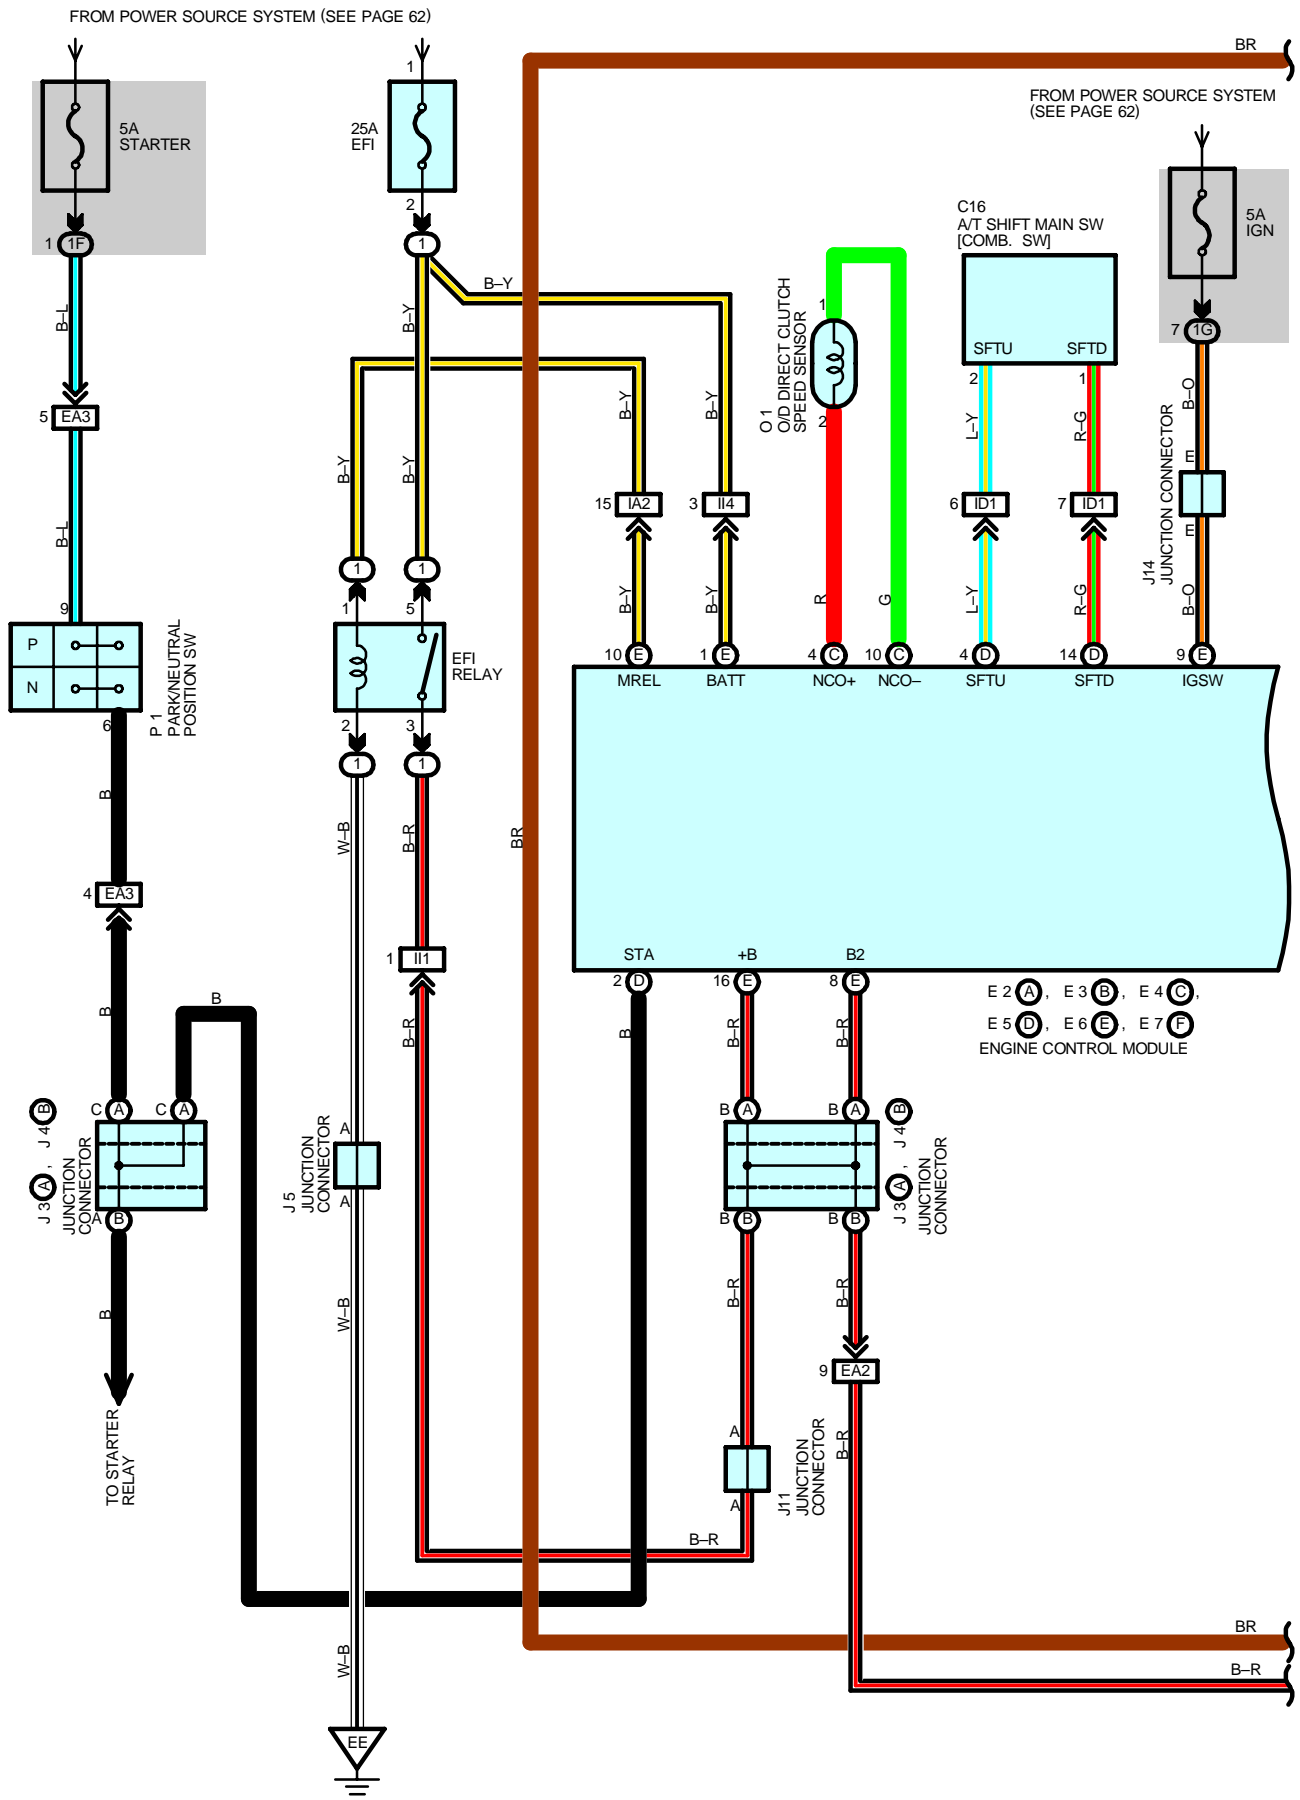 FROM POWER SOURCE SYSTEM (SEE PAGE 62)
BR
FROM POWER SOURCE SYSTEM
(SEE PAGE 62)
1
5A
STARTER
25A
EFI
2
1 1F
1
C16
A/T SHIFT MAIN SW
[COMB. SW]
5A
IGN
B–Y
B–L
B–Y
1
O 1
O/D DIRECT CLUTCH
SPEED SENSOR
2
SFTU
SFTD
2
1
7 1G
5 EA3
B–Y
B–Y
L–Y
R–G
B–O
B–Y
B–Y
E
J14
JUNCTION CONNECTOR
E
15 IA2
3 II4
6 ID1
7 ID1
B–L
1
1
B–Y
B–Y
R
G
L–Y
R–G
B–O
9
1
5
P
N
P 1
PARK/NEUTRAL
POSITION SW
6
EFI
RELAY
10 E
1 E
4 C
10 C
4 D
14 D
9 E
MREL
BATT
NCO+
NCO–
SFTU
SFTD
IGSW
2
3
1
1
B
W–B
B–R
BR
4 EA3
1 II1
STA
+B
B2
2 D
16 E
8 E
E 2 A , E 3 B , E 4 C ,
E 5 D , E 6 E , E 7 F
ENGINE CONTROL MODULE
B
B
B–R
B
B–R
B–R
C A
C A
J 3 A , J 4 B
JUNCTION
CONNECTOR
A B
A
J 5
JUNCTION
CONNECTOR
A
B A
B A
J 3 A , J 4 B
JUNCTION
CONNECTOR
B B
B B
B
W–B
B–R
B–R
9 EA2
TO STARTER
RELAY
A
J11
JUNCTION
CONNECTOR
A
B–R
B–R
BR
W–B
B–R
EE